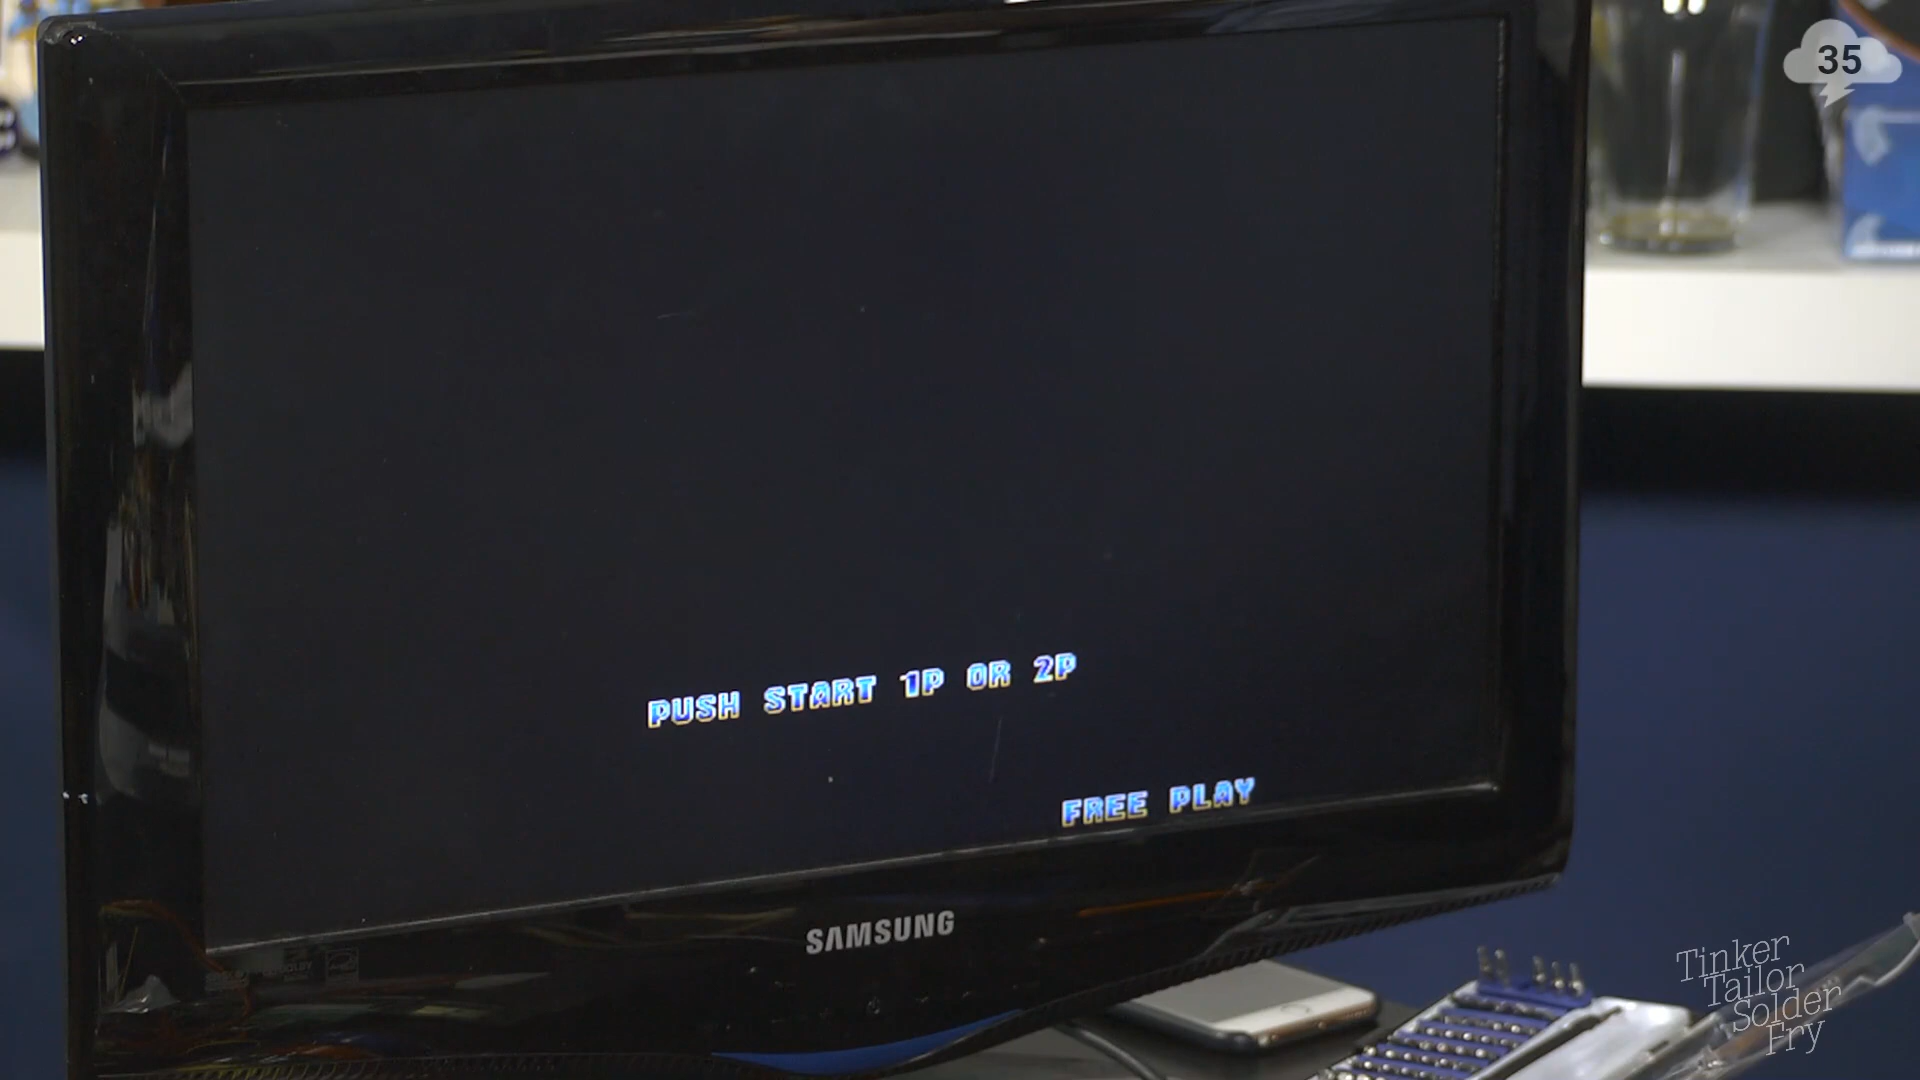 35
PUSH START 1P OR 2P
FREE PLAY
SAMSUNG
Tinker
Tailor
Solder
Fry